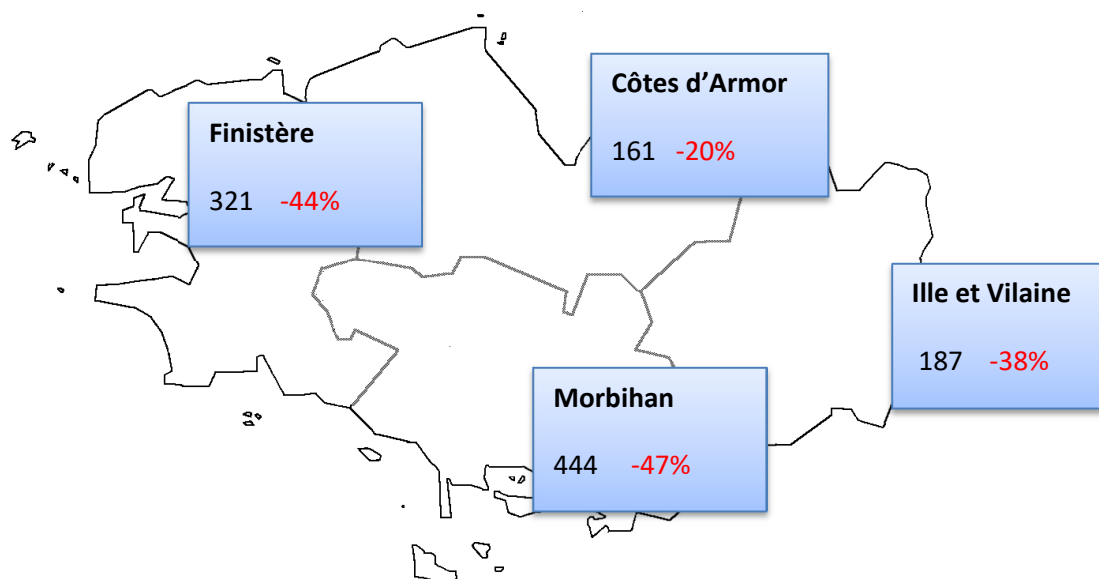 Côtes d'Armor
161 -20%
Finistère
321 -44%
Ille et Vilaine
187 -38%
Morbihan
444 -47%